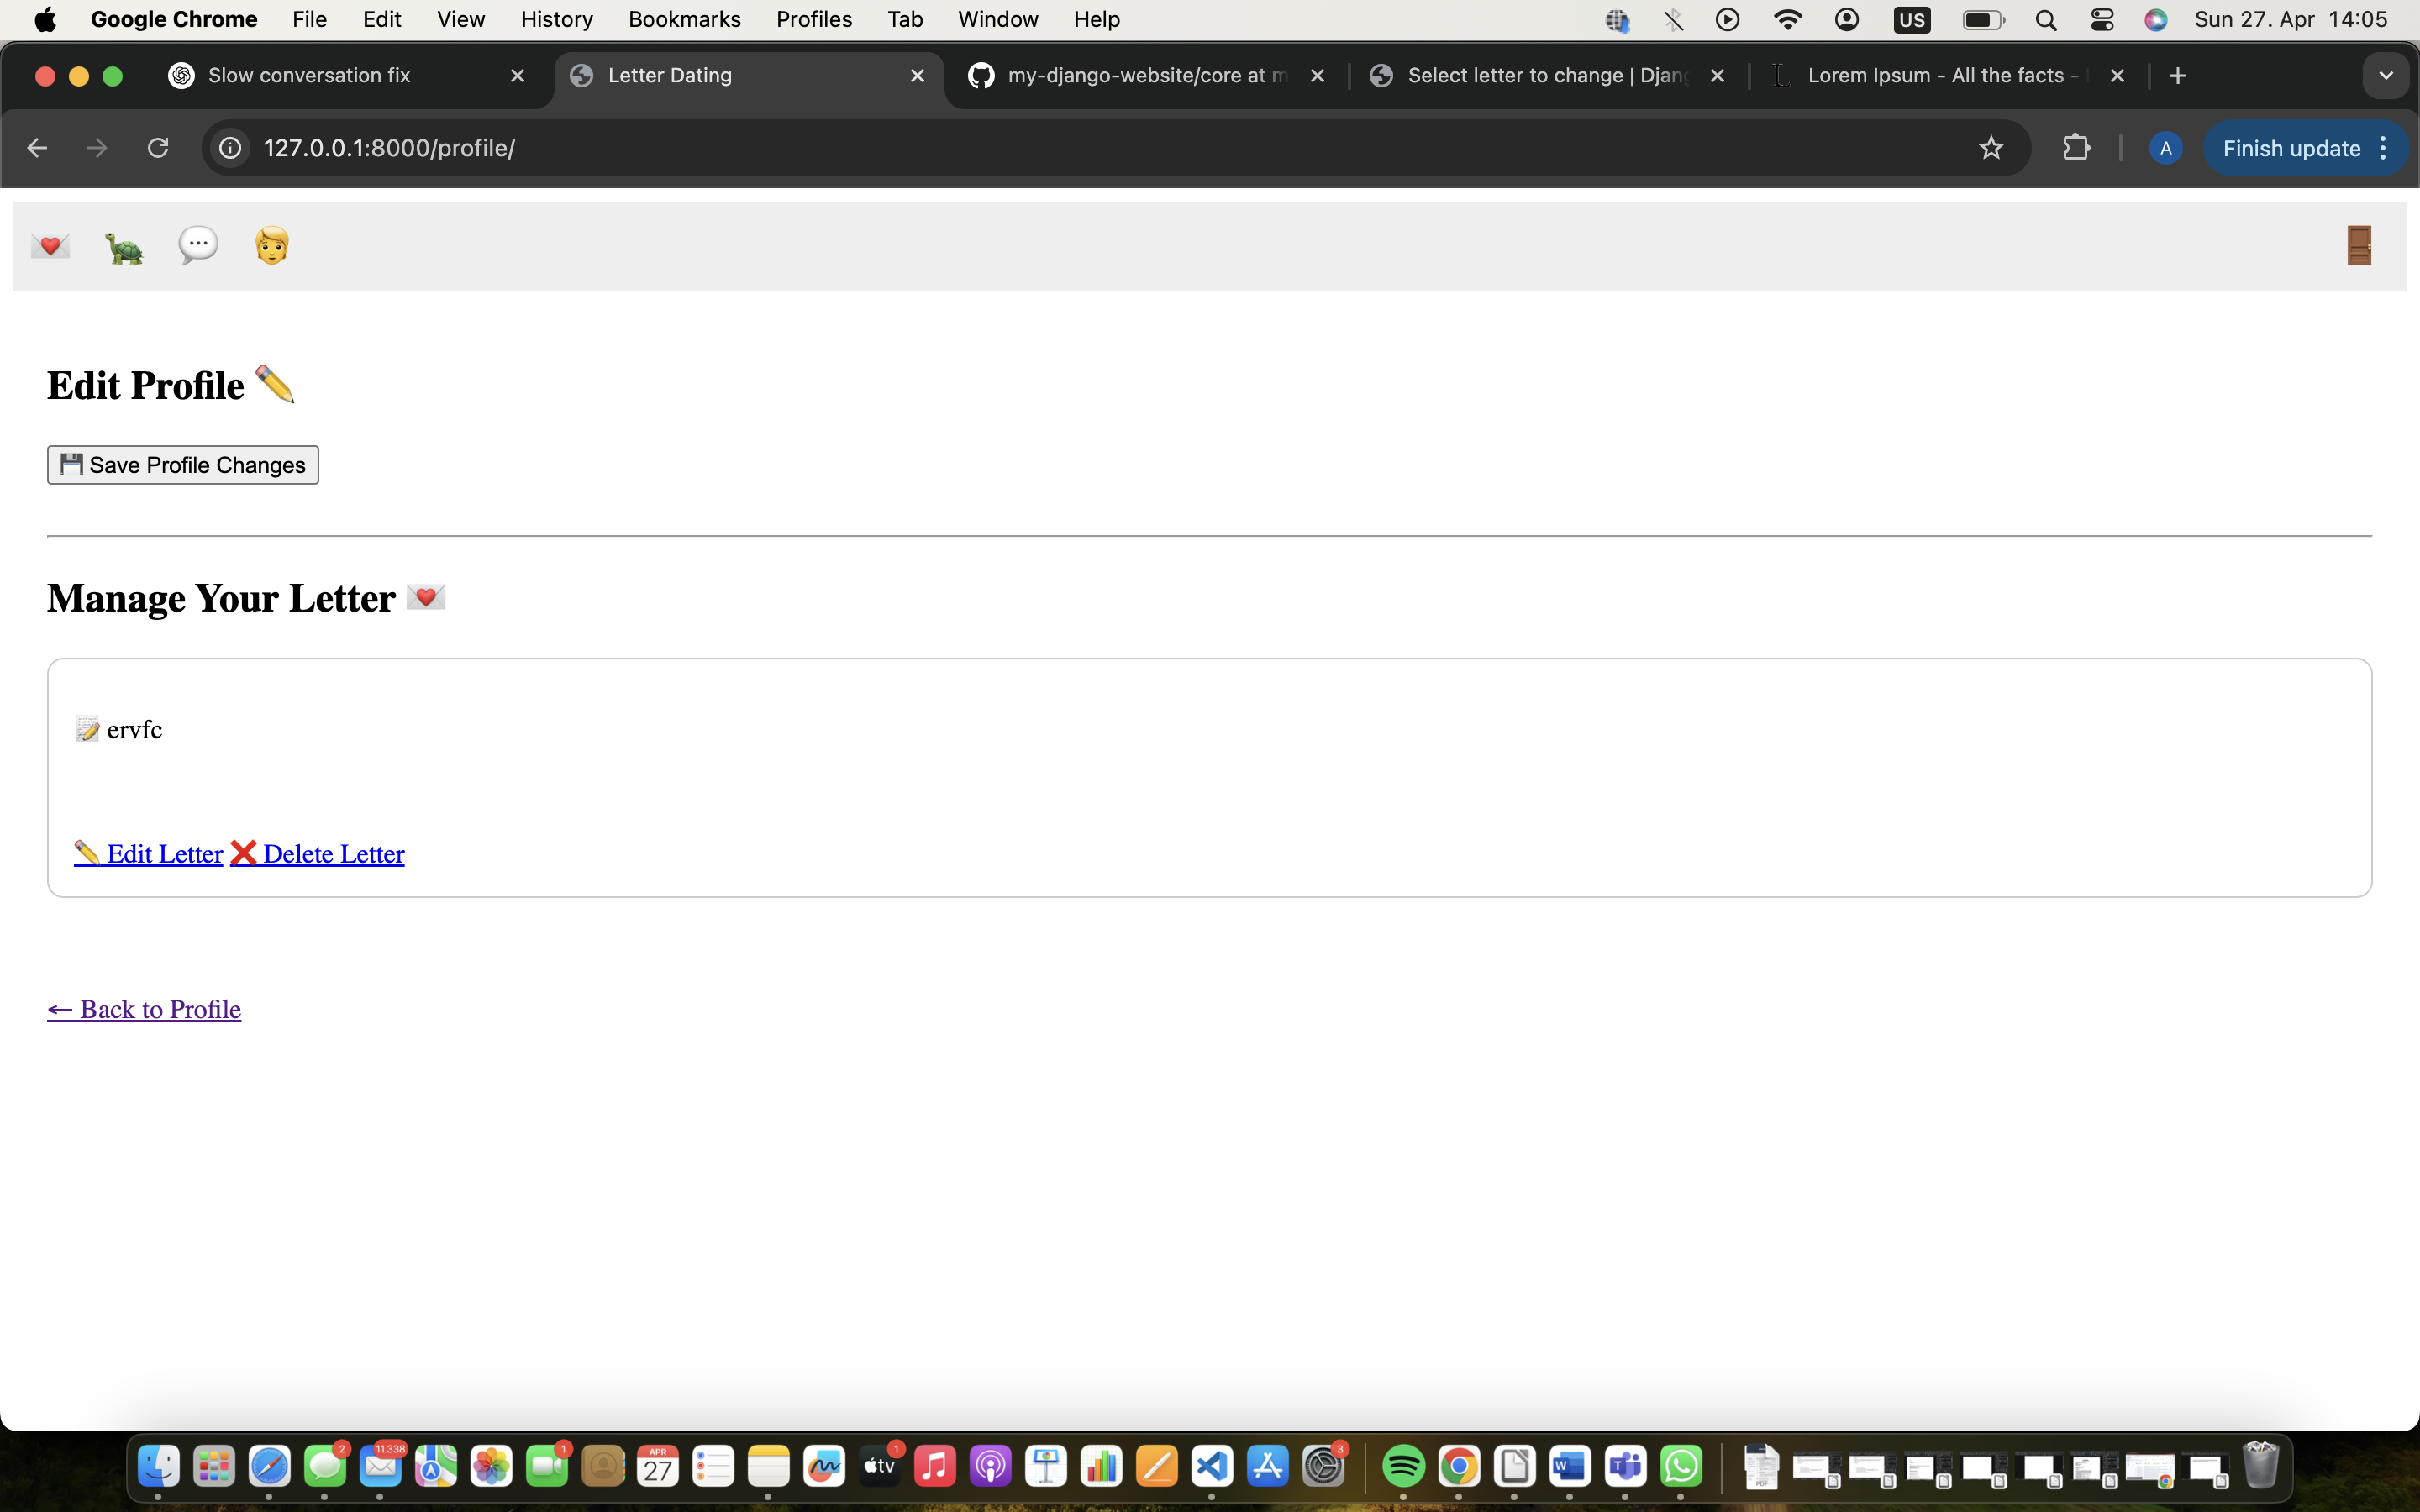 Google Chrome File Edit View History Bookmarks Profiles Tab Window Help US Sun 27. Apr 14:05
Slow conversation fix Letter Dating my-django-website/core at m Select letter to change | Djang Lorem Ipsum - All the facts -
127.0.0.1:8000/profile/ A Finish update
Edit Profile
Save Profile Changes
Manage Your Letter
ervfc
Edit Letter Delete Letter
← Back to Profile
2 11.338 1 APR 27 tv 1 3 W T PDF